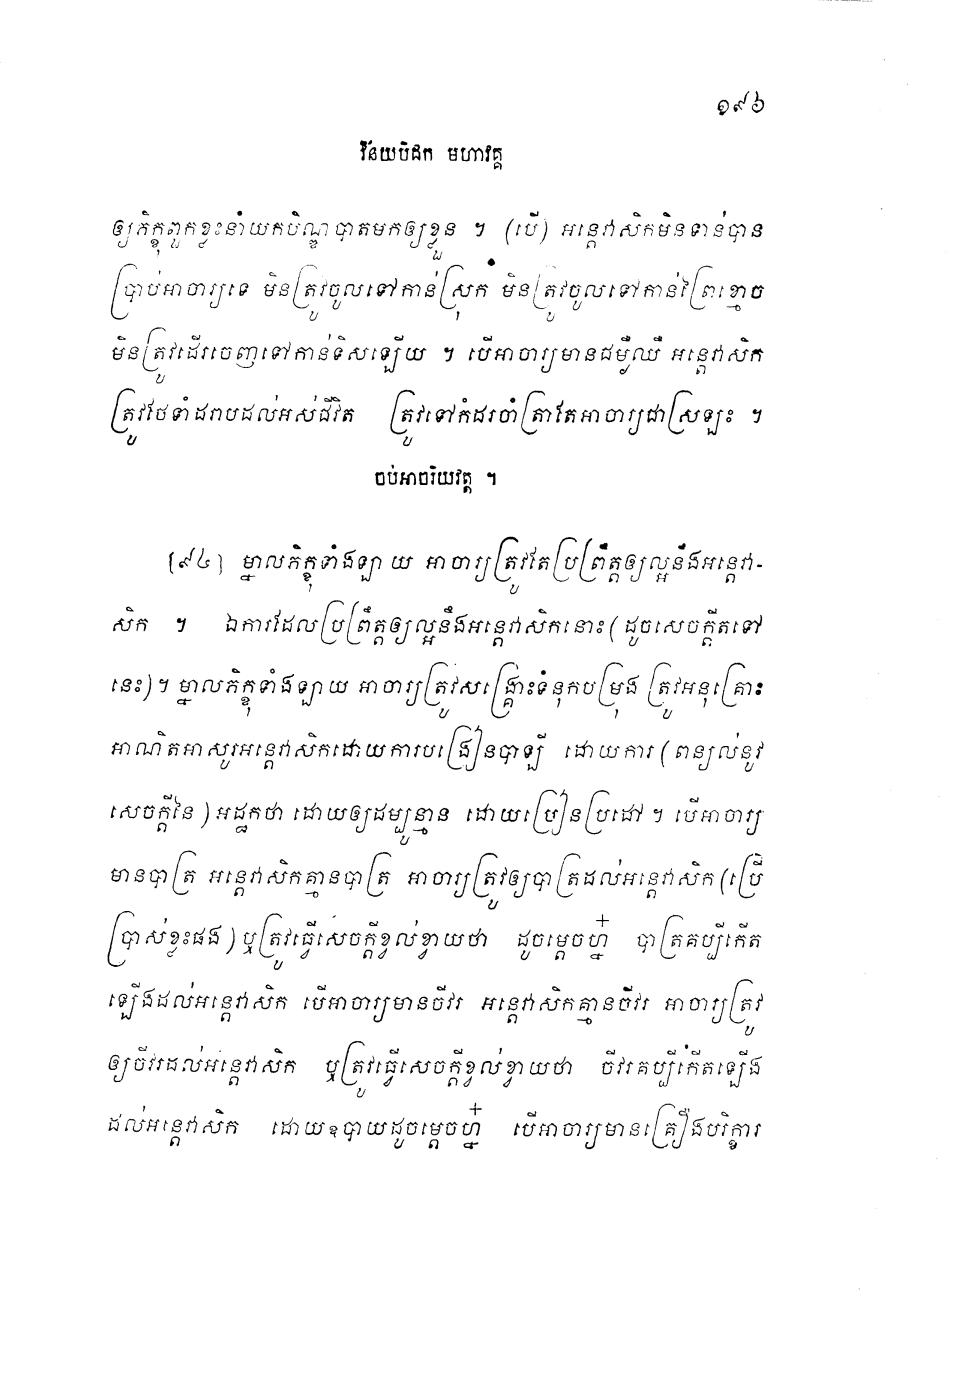 ១៩៦
វិន័យបិដក មហាវគ្គ
ឲ្យភិក្ខុពួកខ្លះនាំយកបិណ្ឌបាតមកឲ្យខ្លួន ។ (បើ) អន្តេវាសិកមិនទាន់បាន
ប្រាប់អាចារ្យទេ មិនត្រូវចូលទៅកាន់ស្រុក មិនត្រូវចូលទៅកាន់ព្រៃខ្មោច
មិនត្រូវដើរចេញទៅកាន់ទិសឡើយ ។ បើអាចារ្យមានជម្ងឺឈឺ អន្តេវាសិក
ត្រូវថែទាំដរាបដល់អស់ជីវិត ត្រូវទៅកំដរចាំត្រាតែអាចារ្យជាស្រឡះ ។
ចប់អាចរិយវត្ត ។
[៩៤] ម្នាលភិក្ខុទាំងឡាយ អាចារ្យត្រូវតែប្រព្រឹត្តឲ្យល្អនឹងអន្តេវា-
សិក ។ ឯការដែលប្រព្រឹត្តឲ្យល្អនឹងអន្តេវាសិកនោះ (ដូចសេចក្តីតទៅ
នេះ) ។ ម្នាលភិក្ខុទាំងឡាយ អាចារ្យត្រូវសង្គ្រោះទំនុកបម្រុង ត្រូវអនុគ្រោះ
អាណិតអាសូរអន្តេវាសិកដោយការបង្រៀនបាឡី ដោយការ (ពន្យល់នូវ
សេចក្តីនៃ) អដ្ឋកថា ដោយឲ្យដម្បូន្មាន ដោយប្រៀនប្រដៅ ។ បើអាចារ្យ
មានបាត្រ អន្តេវាសិកគ្មានបាត្រ អាចារ្យត្រូវឲ្យបាត្រដល់អន្តេវាសិក (ប្រើ
ប្រាស់ខ្លះផង) ឬត្រូវធ្វើសេចក្តីខ្វល់ខ្វាយថា ដូចម្តេចហ្ន៎ បាត្រគប្បីកើត
ឡើងដល់អន្តេវាសិក បើអាចារ្យមានចីវរ អន្តេវាសិកគ្មានចីវរ អាចារ្យត្រូវ
ឲ្យចីវរដល់អន្តេវាសិក ឬត្រូវធ្វើសេចក្តីខ្វល់ខ្វាយថា ចីវរគប្បីកើតឡើង
ដល់អន្តេវាសិក ដោយឧបាយដូចម្តេចហ្ន៎ បើអាចារ្យមានគ្រឿងបរិក្ខារ